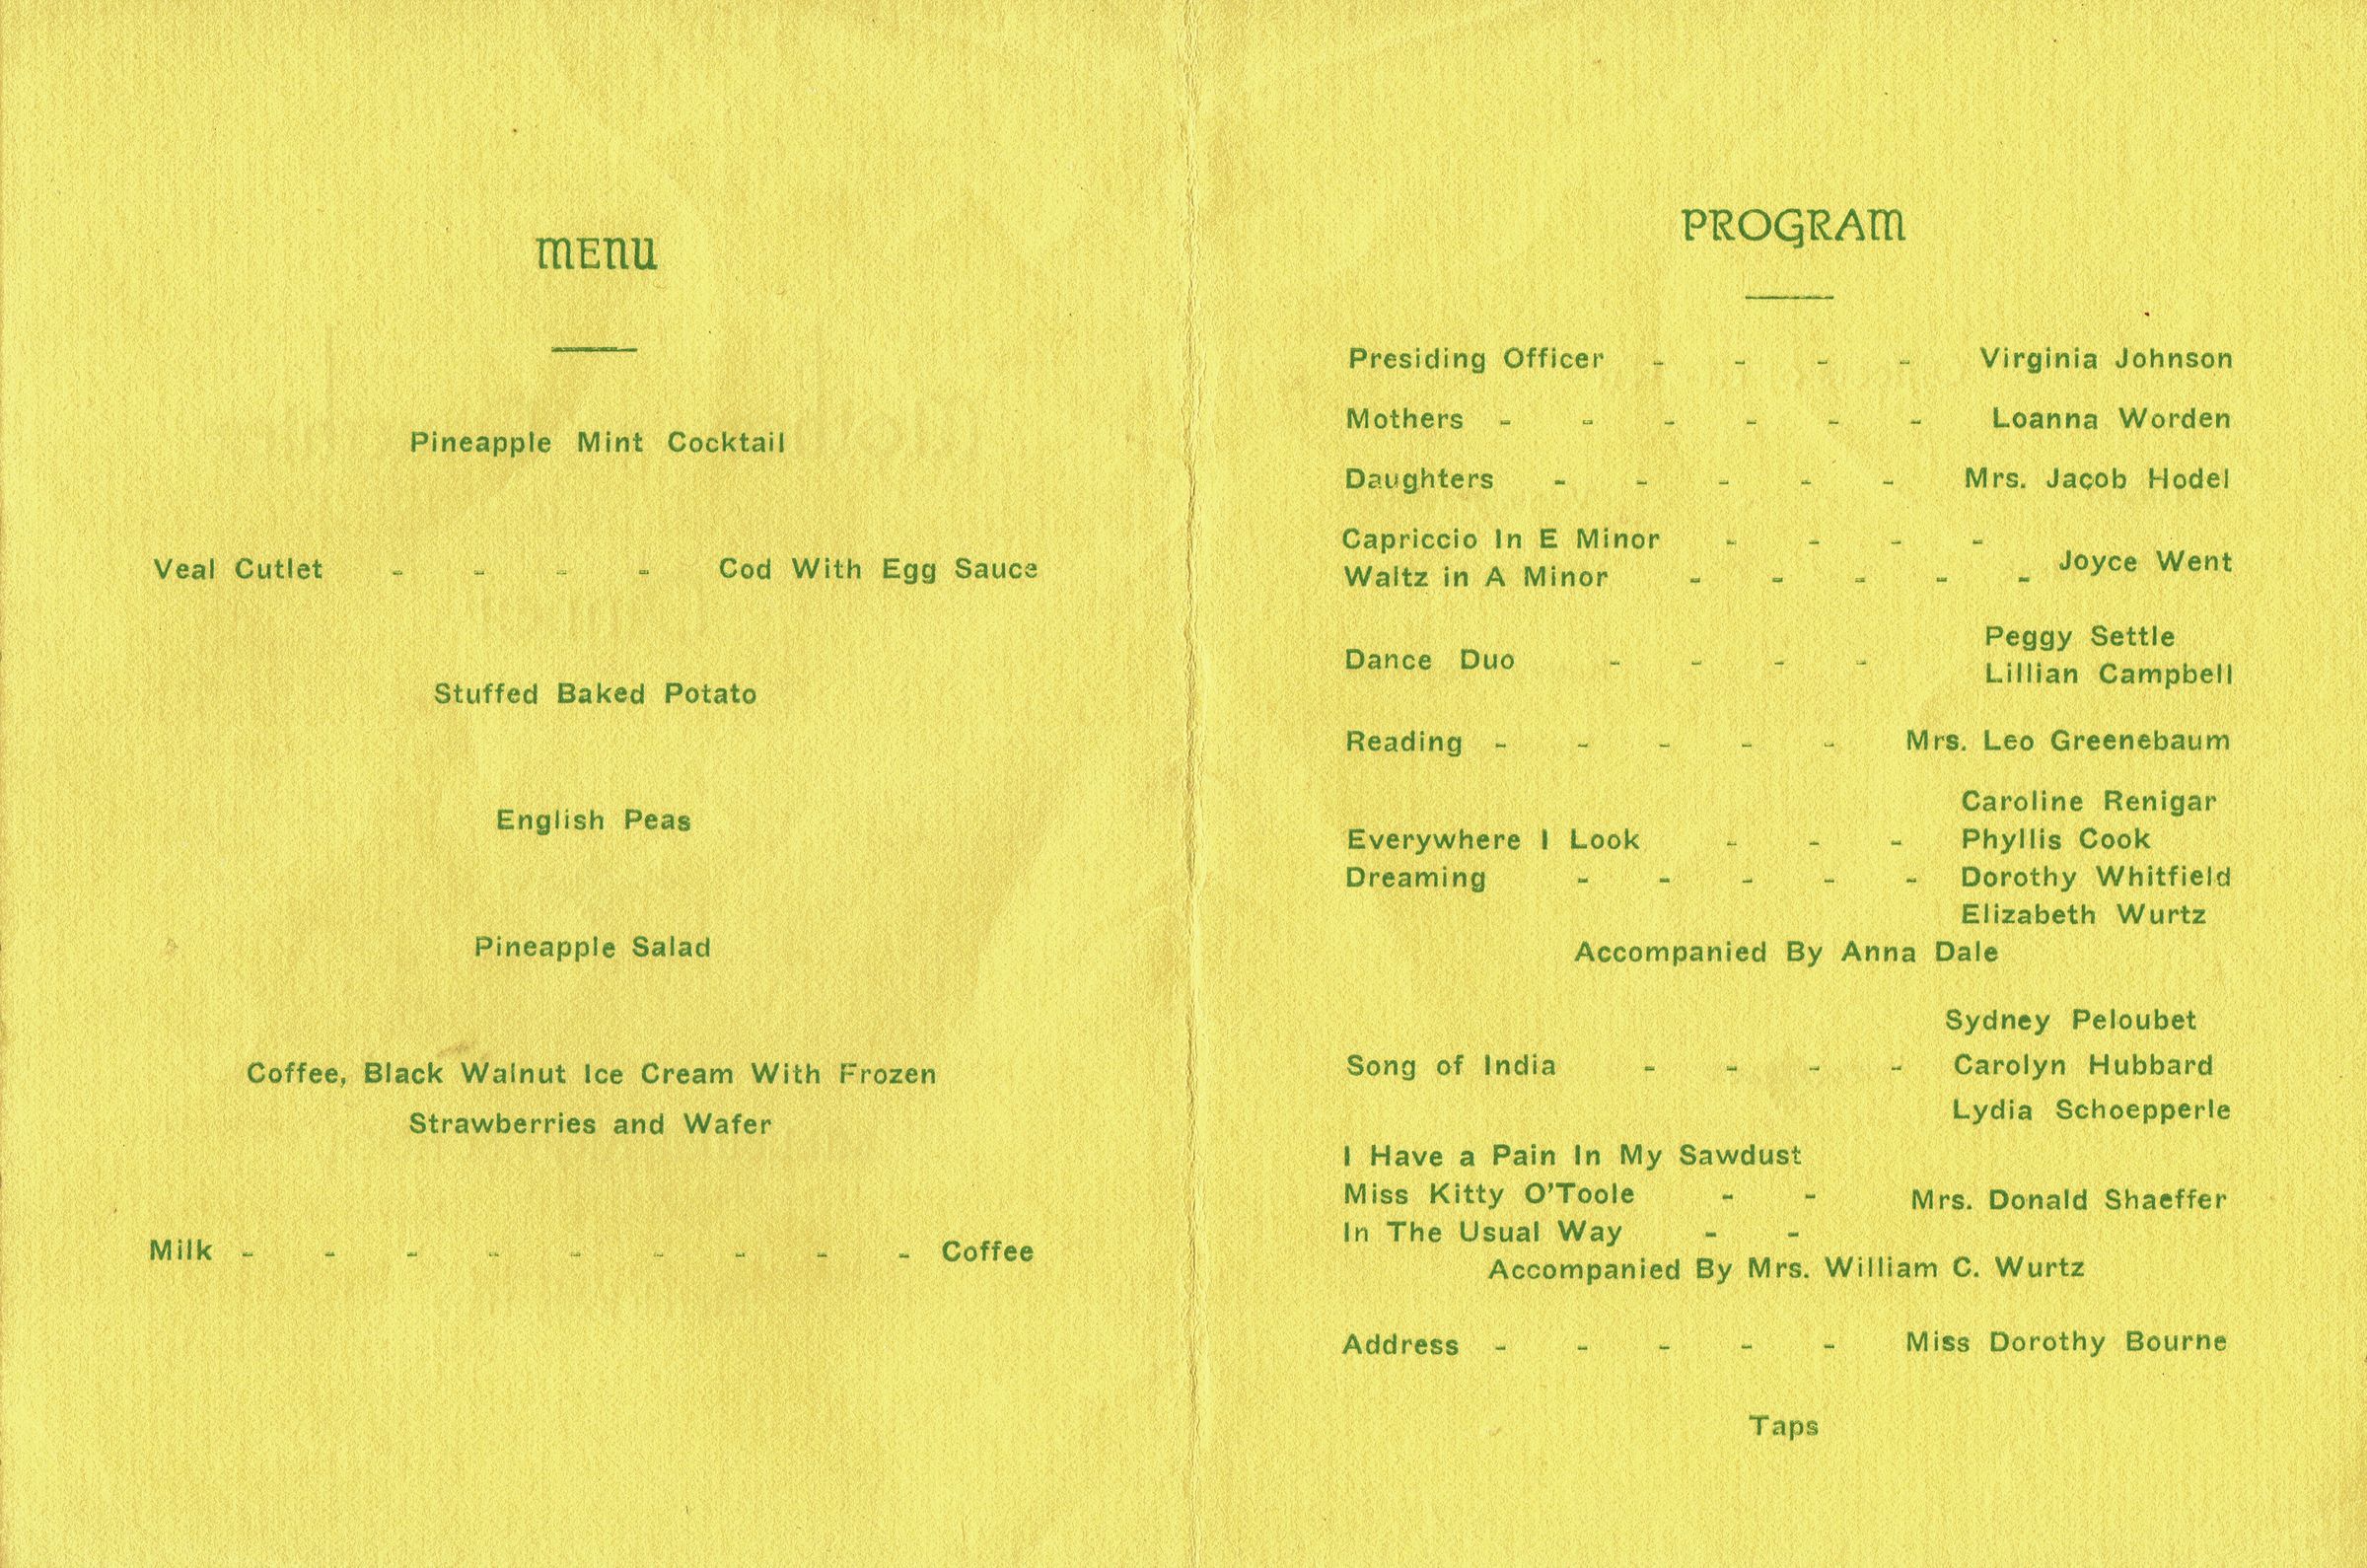 MENU
Pineapple Mint Cocktail
Veal Cutlet - - - - Cod With Egg Sauce
Stuffed Baked Potato
English Peas
Pineapple Salad
Coffee, Black Walnut Ice Cream With Frozen
Strawberries and Wafer
Milk - - - - - - - - - Coffee
PROGRAM
Presiding Officer - - - - Virginia Johnson
Mothers - - - - - - Loanna Worden
Daughters - - - - - Mrs. Jacob Hodel
Capriccio In E Minor - - - -
Joyce Went
Waltz in A Minor - - - - -
Peggy Settle
Dance Duo - - - -
Lillian Campbell
Reading - - - - - Mrs. Leo Greenebaum
Caroline Renigar
Everywhere I Look - - - Phyllis Cook
Dreaming - - - - - Dorothy Whitfield
Elizabeth Wurtz
Accompanied By Anna Dale
Sydney Peloubet
Song of India - - - - Carolyn Hubbard
Lydia Schoepperle
I Have a Pain In My Sawdust
Miss Kitty O'Toole - - Mrs. Donald Shaeffer
In The Usual Way - -
Accompanied By Mrs. William C. Wurtz
Address - - - - - Miss Dorothy Bourne
Taps